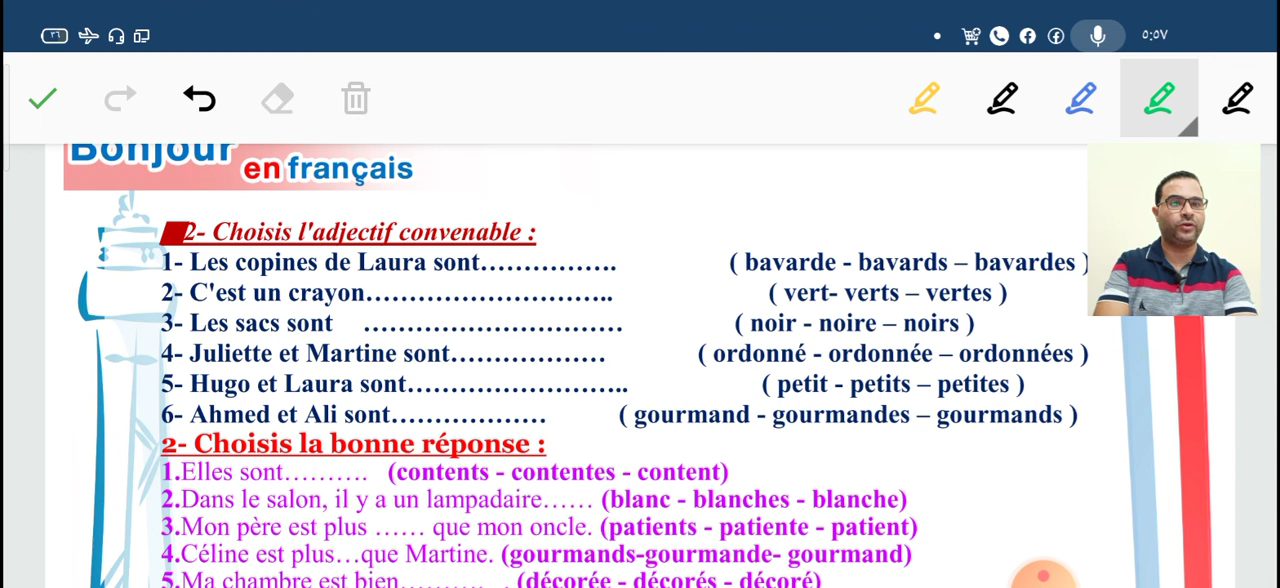 ٣٦
٥:٥٧
Bonjour
en français
2- Choisis l'adjectif convenable :
1- Les copines de Laura sont……………. ( bavarde - bavards – bavardes )
2- C'est un crayon……………………….. ( vert- verts – vertes )
3- Les sacs sont ……………………………… ( noir - noire – noirs )
4- Juliette et Martine sont……………… ( ordonné - ordonnée – ordonnées )
5- Hugo et Laura sont…………………….. ( petit - petits – petites )
6- Ahmed et Ali sont……………… ( gourmand - gourmandes – gourmands )
2- Choisis la bonne réponse :
1.Elles sont………. (contents - contentes - content)
2.Dans le salon, il y a un lampadaire…… (blanc - blanches - blanche)
3.Mon père est plus …… que mon oncle. (patients - patiente - patient)
4.Céline est plus…que Martine. (gourmands-gourmande- gourmand)
5.Ma chambre est bien………. . (décorée - décorés - décoré)